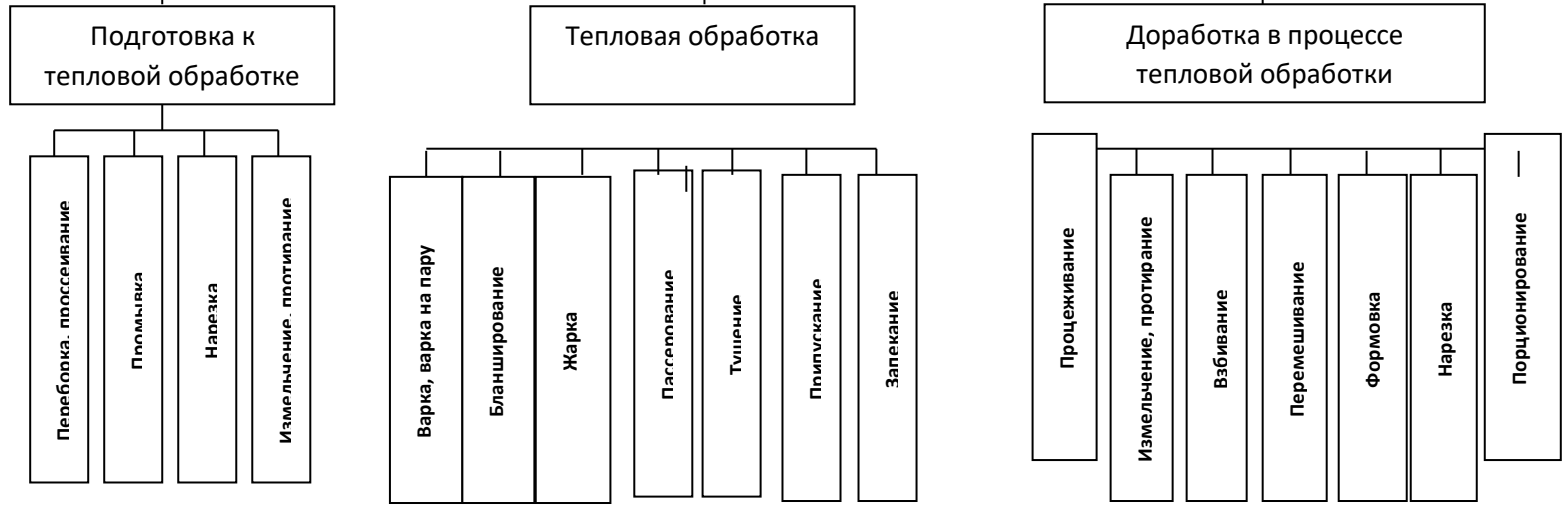 Подготовка к
тепловой обработке
Тепловая обработка
Доработка в процессе
тепловой обработки
Переборка, проссеивание
Промывка
Нарезка
Измельчение, протирание
Варка, варка на пару
Бланширование
Жарка
Пассерование
Тушение
Припускание
Запекание
Процеживание
Измельчение, протирание
Взбивание
Перемешивание
Формовка
Нарезка
Порционирование